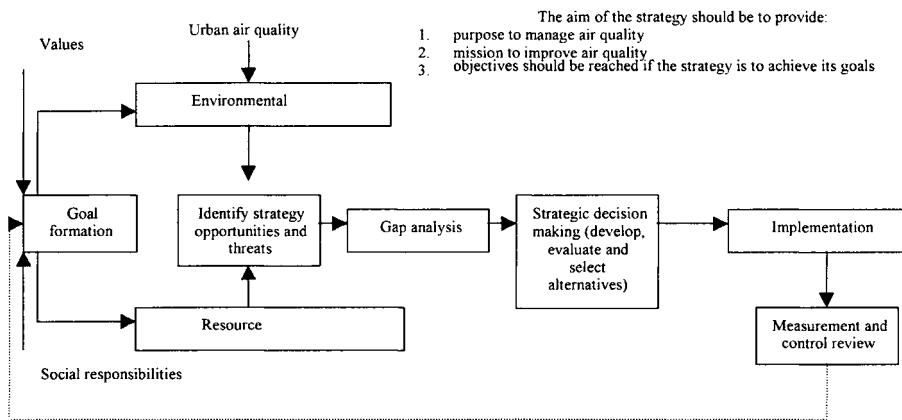 The aim of the strategy should be to provide:
1. purpose to manage air quality
2. mission to improve air quality
3. objectives should be reached if the strategy is to achieve its goals
Urban air quality
Values
Environmental
Goal
formation
Identify strategy
opportunities and
threats
Gap analysis
Strategic decision
making (develop,
evaluate and
select
alternatives)
Implementation
Resource
Measurement and
control review
Social responsibilities